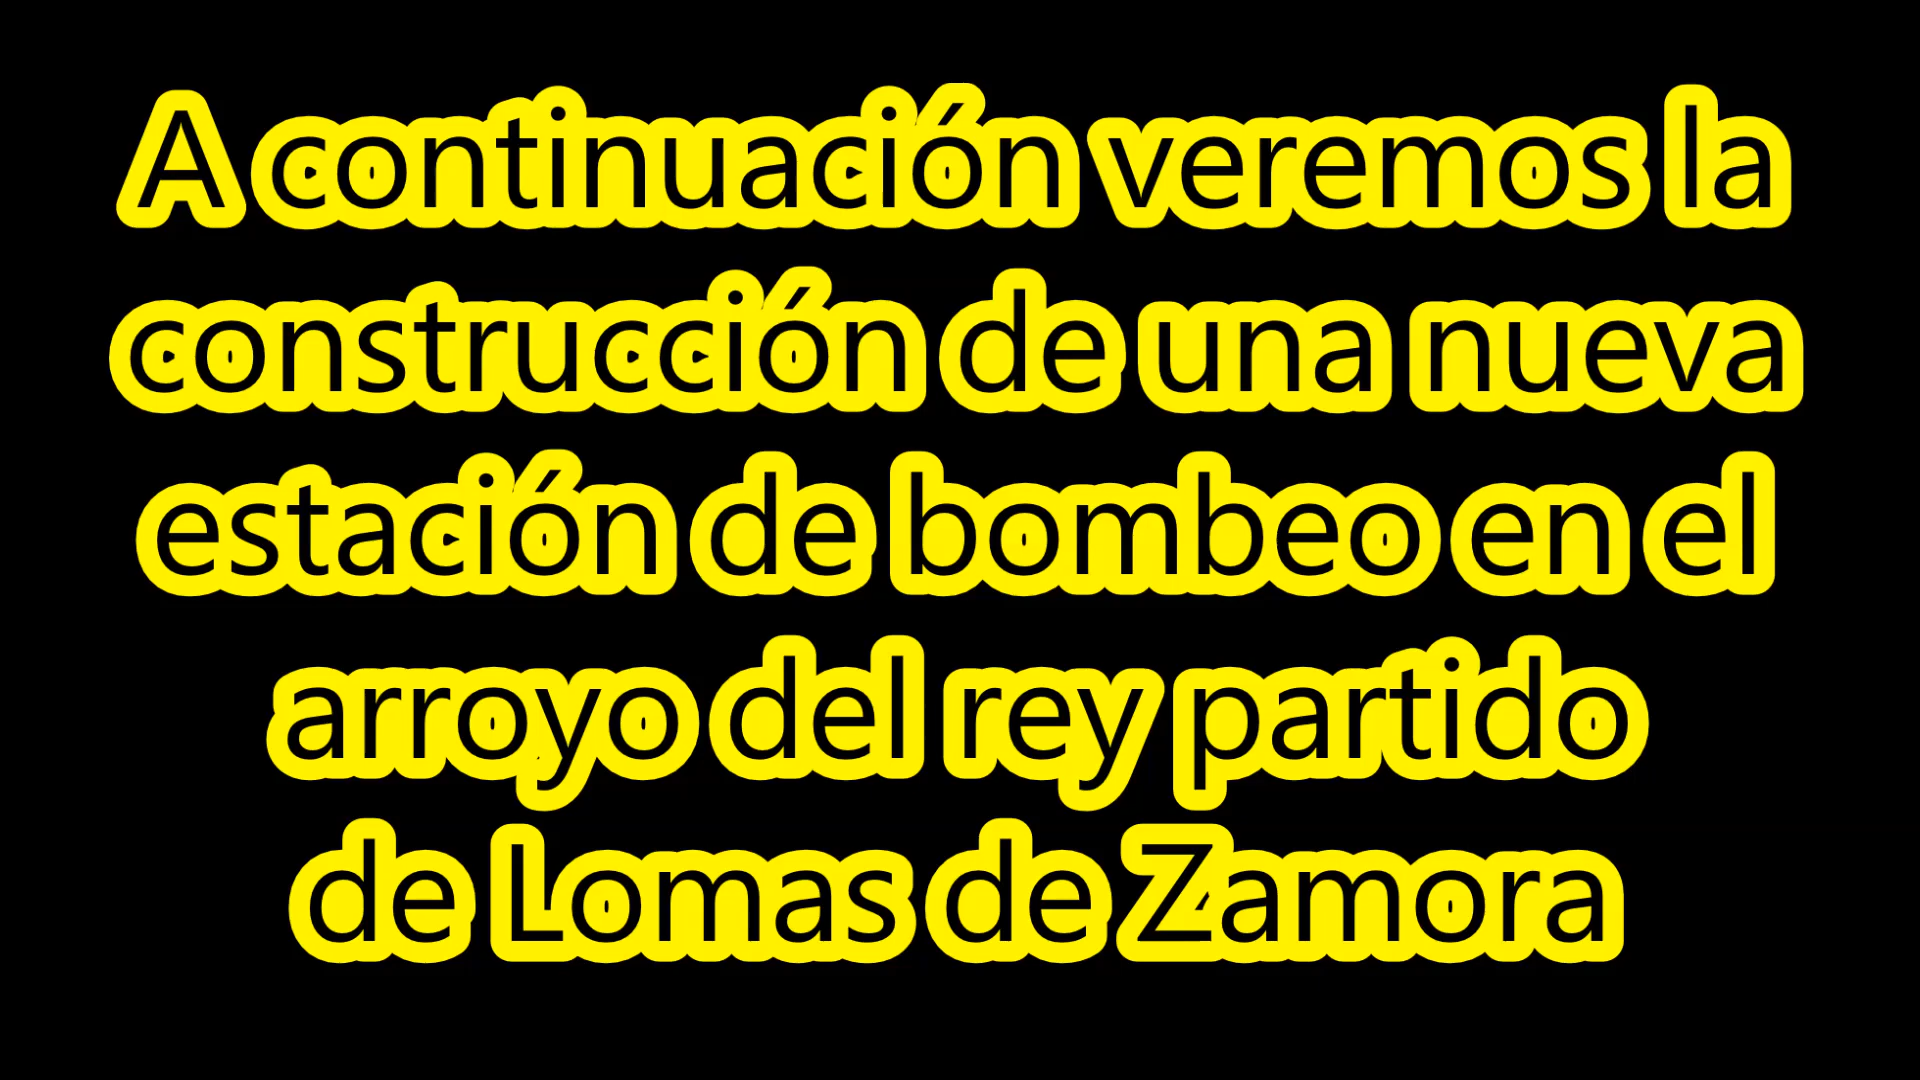 A continuación veremos la
construcción de una nueva
estación de bombeo en el
arroyo del rey partido
de Lomas de Zamora